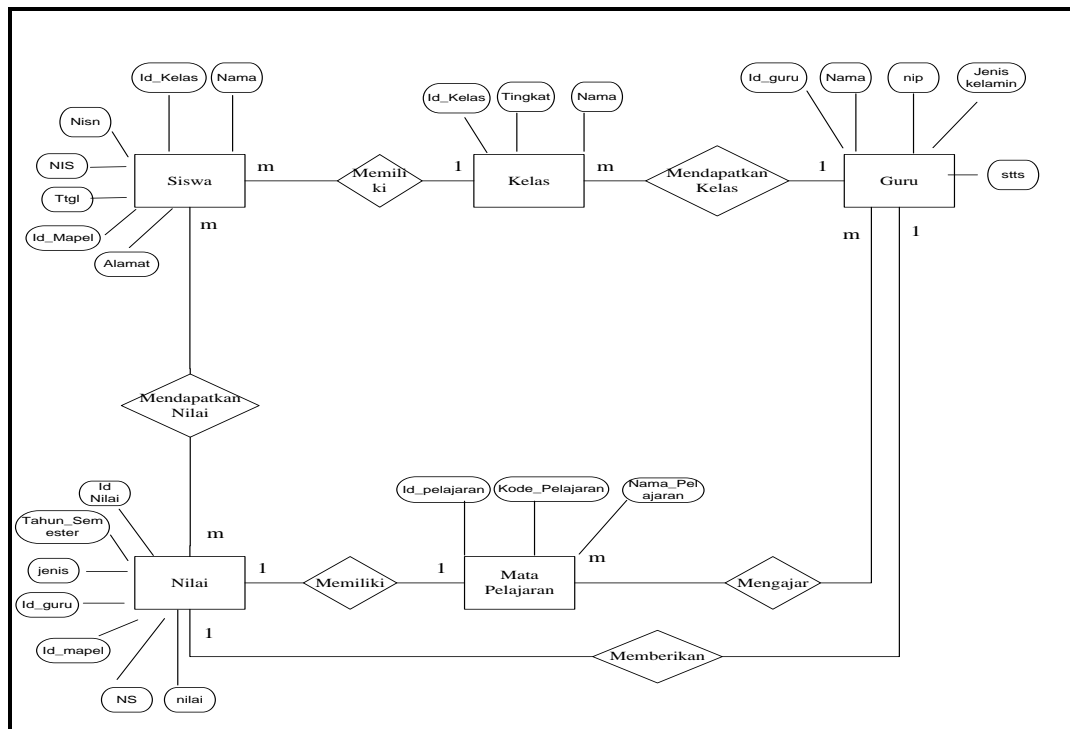 Id_Kelas
Nama
Nisn
NIS
Ttgl
Id_Mapel
Alamat
Siswa
m
m
Memili
ki
1
Id_Kelas
Tingkat
Nama
Kelas
m
Mendapatkan
Kelas
1
Id_guru
Nama
nip
Jenis
kelamin
Guru
stts
m
1
Mendapatkan
Nilai
m
Id
Nilai
Tahun_Sem
ester
jenis
Id_guru
Id_mapel
NS
nilai
Nilai
1
1
Memiliki
1
Id_pelajaran
Kode_Pelajaran
Nama_Pel
ajaran
Mata
Pelajaran
m
Mengajar
Memberikan